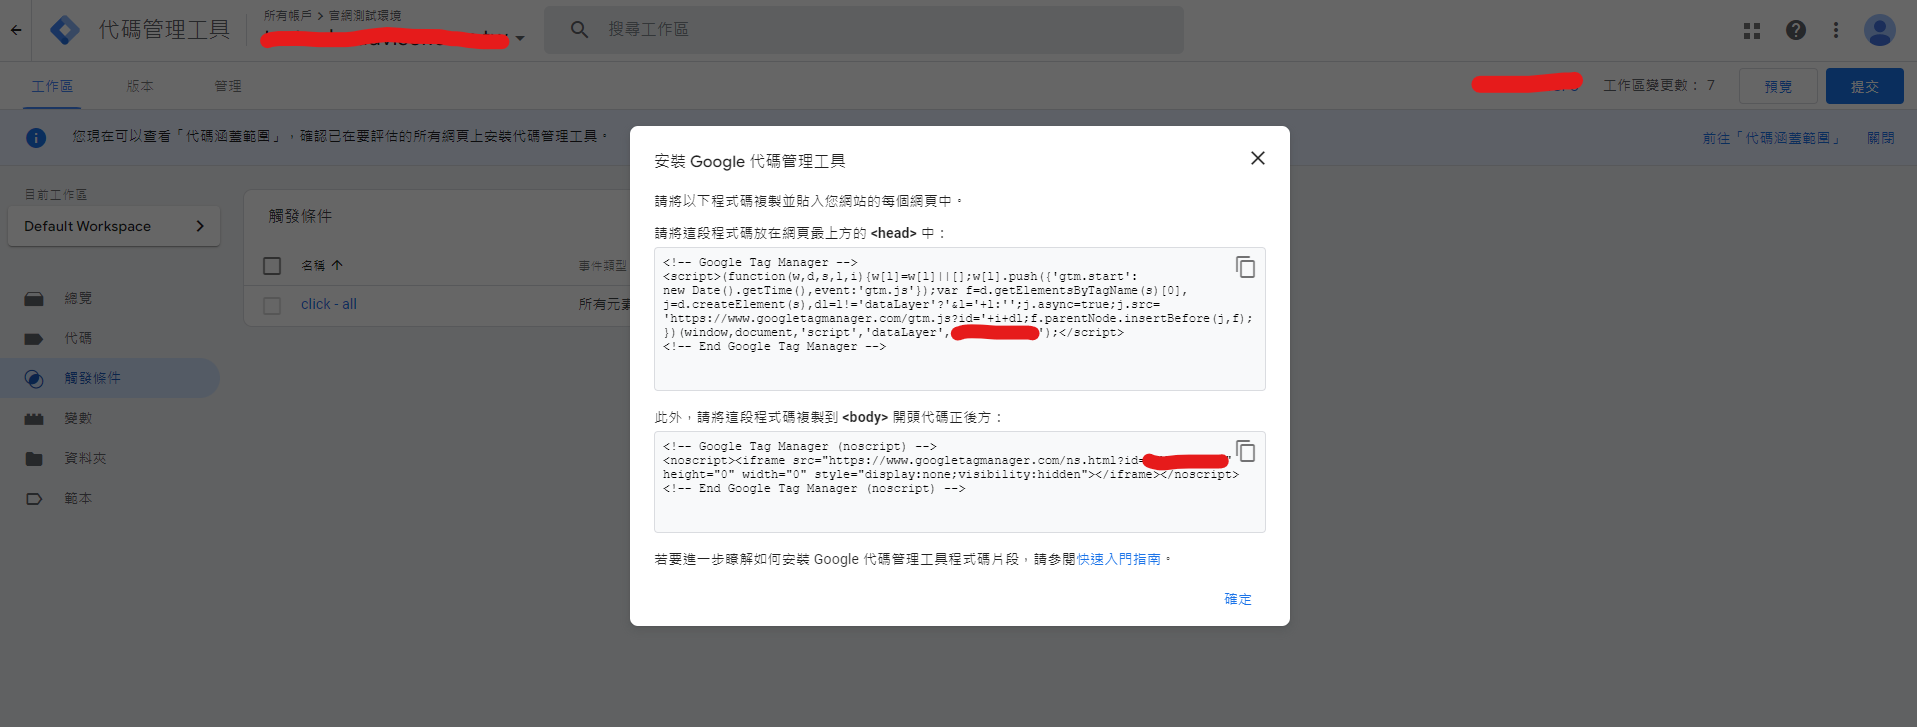 代碼管理工具
所有帳戶 > 官網測試環境
搜尋工作區
工作區
版本
管理
工作區變更數： 7
預覽
提交
您現在可以查看「代碼涵蓋範圍」，確認已在要評估的所有網頁上安裝代碼管理工具。
前往「代碼涵蓋範圍」
關閉
目前工作區
Default Workspace
總覽
代碼
觸發條件
變數
資料夾
範本
觸發條件
名稱
事件類型
click - all
所有元素
安裝 Google 代碼管理工具
請將以下程式碼複製並貼入您網站的每個網頁中。
請將這段程式碼放在網頁最上方的 <head> 中：
<!-- Google Tag Manager -->
<script>(function(w,d,s,l,i){w[l]=w[l]||[];w[l].push({'gtm.start':
new Date().getTime(),event:'gtm.js'});var f=d.getElementsByTagName(s)[0],
j=d.createElement(s),dl=l!='dataLayer'?'&l='+l:'';j.async=true;j.src=
'https://www.googletagmanager.com/gtm.js?id='+i+dl;f.parentNode.insertBefore(j,f);
})(window,document,'script','dataLayer', ');</script>
<!-- End Google Tag Manager -->
此外，請將這段程式碼複製到 <body> 開頭代碼正後方：
<!-- Google Tag Manager (noscript) -->
<noscript><iframe src="https://www.googletagmanager.com/ns.html?id= "
height="0" width="0" style="display:none;visibility:hidden"></iframe></noscript>
<!-- End Google Tag Manager (noscript) -->
若要進一步瞭解如何安裝 Google 代碼管理工具程式碼片段，請參閱快速入門指南。
確定